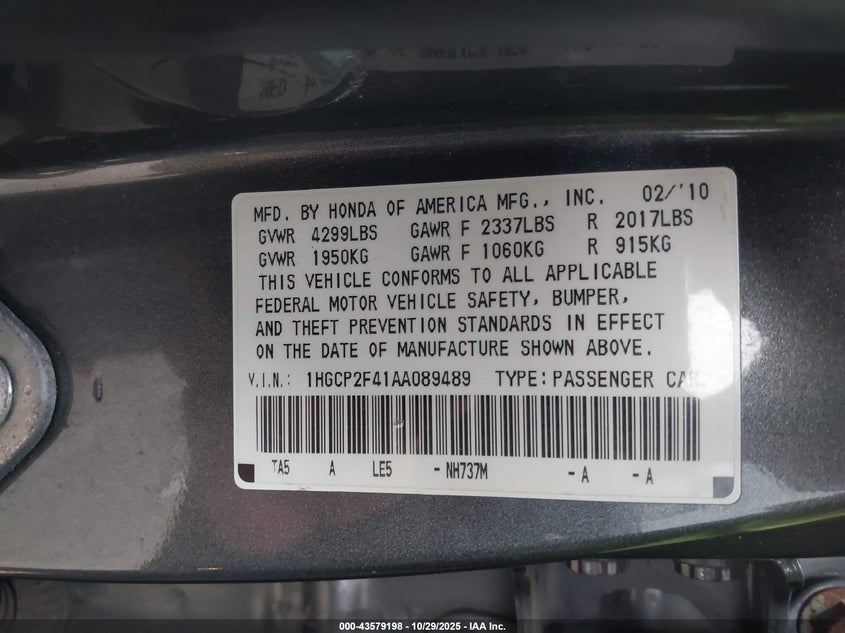 MFD. BY HONDA OF AMERICA MFG., INC. 02/'10
GVWR 4299LBS GAWR F 2337LBS R 2017LBS
GVWR 1950KG GAWR F 1060KG R 915KG
THIS VEHICLE CONFORMS TO ALL APPLICABLE
FEDERAL MOTOR VEHICLE SAFETY, BUMPER,
AND THEFT PREVENTION STANDARDS IN EFFECT
ON THE DATE OF MANUFACTURE SHOWN ABOVE.
V.I.N.: 1HGCP2F41AA089489 TYPE: PASSENGER CAR
TA5 A LE5 - NH737M - A - A
000-43579198 - 10/29/2025 - IAA Inc.